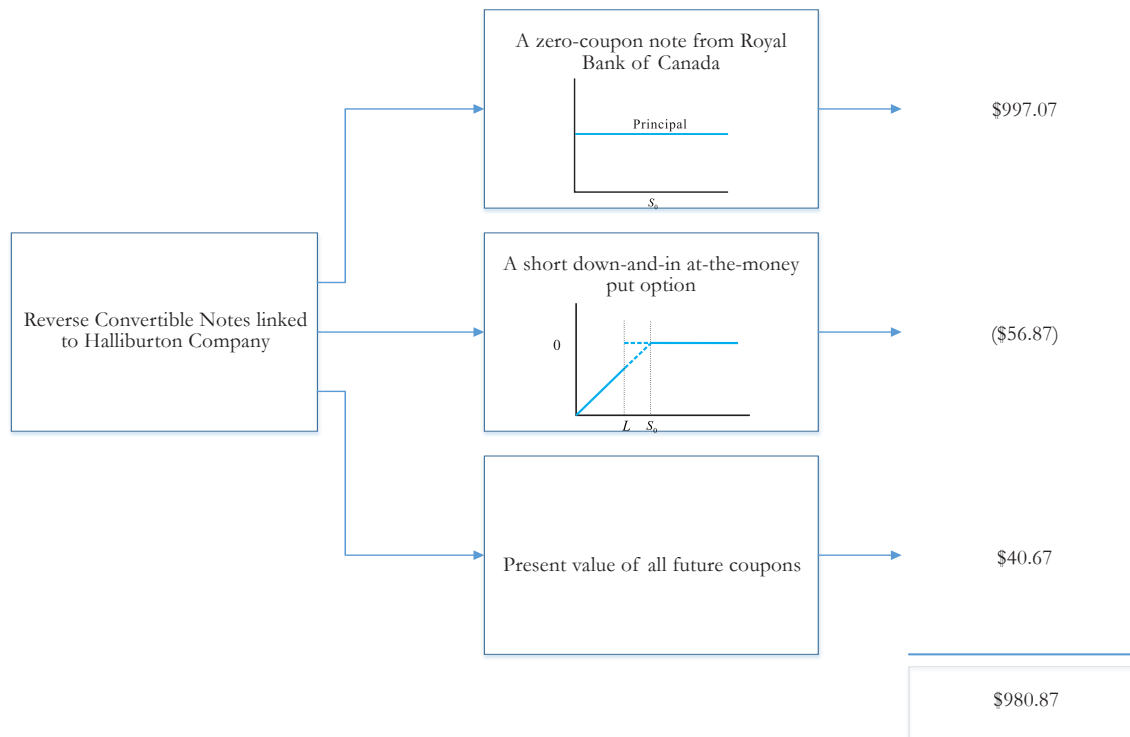 A zero-coupon note from Royal
Bank of Canada
Principal
S₀
$997.07
Reverse Convertible Notes linked
to Halliburton Company
A short down-and-in at-the-money
put option
0
L S₀
($56.87)
Present value of all future coupons
$40.67
$980.87